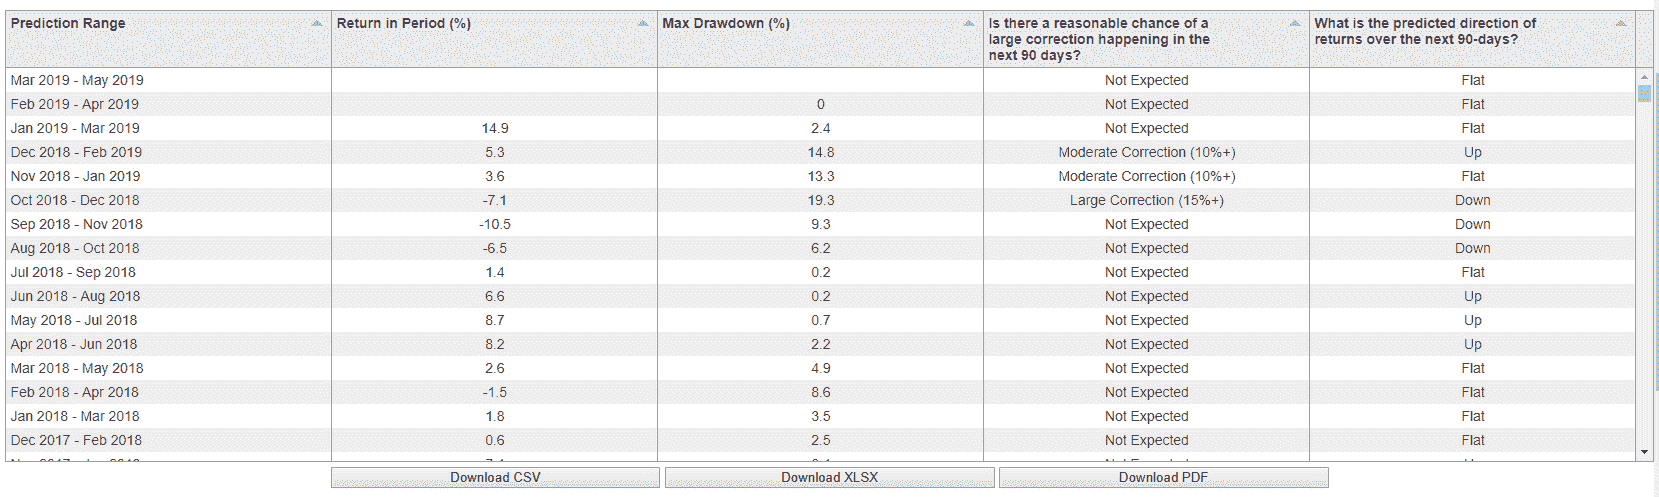 Prediction Range Return in Period (%) Max Drawdown (%) Is there a reasonable chance of a What is the predicted direction of
large correction happening in the returns over the next 90-days?
next 90 days?
Mar 2019 - May 2019 Not Expected Flat
Feb 2019 - Apr 2019 0 Not Expected Flat
Jan 2019 - Mar 2019 14.9 2.4 Not Expected Flat
Dec 2018 - Feb 2019 5.3 14.8 Moderate Correction (10%+) Up
Nov 2018 - Jan 2019 3.6 13.3 Moderate Correction (10%+) Flat
Oct 2018 - Dec 2018 -7.1 19.3 Large Correction (15%+) Down
Sep 2018 - Nov 2018 -10.5 9.3 Not Expected Down
Aug 2018 - Oct 2018 -6.5 6.2 Not Expected Down
Jul 2018 - Sep 2018 1.4 0.2 Not Expected Flat
Jun 2018 - Aug 2018 6.6 0.2 Not Expected Up
May 2018 - Jul 2018 8.7 0.7 Not Expected Up
Apr 2018 - Jun 2018 8.2 2.2 Not Expected Up
Mar 2018 - May 2018 2.6 4.9 Not Expected Flat
Feb 2018 - Apr 2018 -1.5 8.6 Not Expected Flat
Jan 2018 - Mar 2018 1.8 3.5 Not Expected Flat
Dec 2017 - Feb 2018 0.6 2.5 Not Expected Flat
Download CSV Download XLSX Download PDF